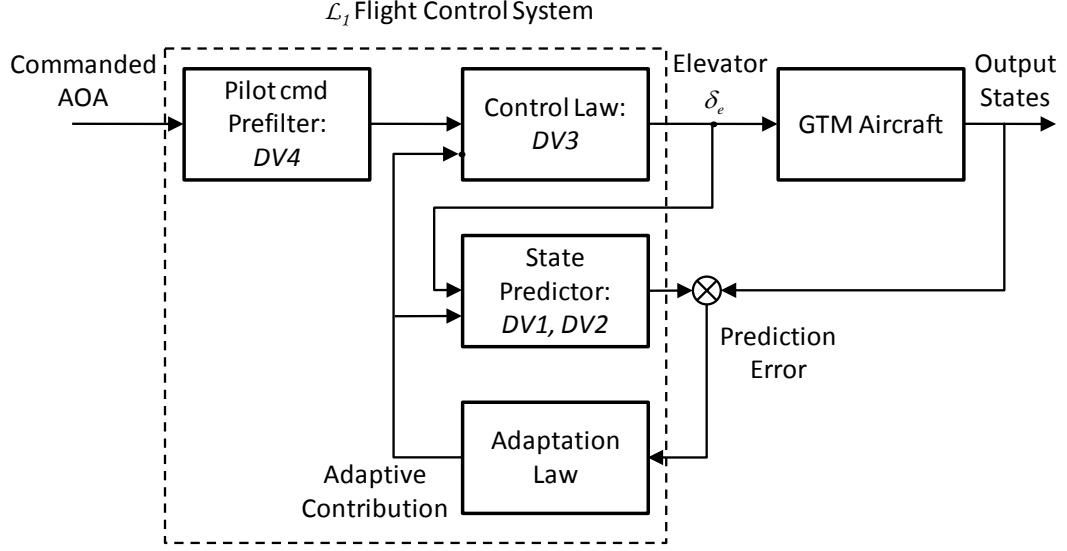 ℒ1 Flight Control System
Commanded
AOA
Pilot cmd
Prefilter:
DV4
Control Law:
DV3
Elevator
δe
GTM Aircraft
Output
States
State
Predictor:
DV1, DV2
Prediction
Error
Adaptation
Law
Adaptive
Contribution